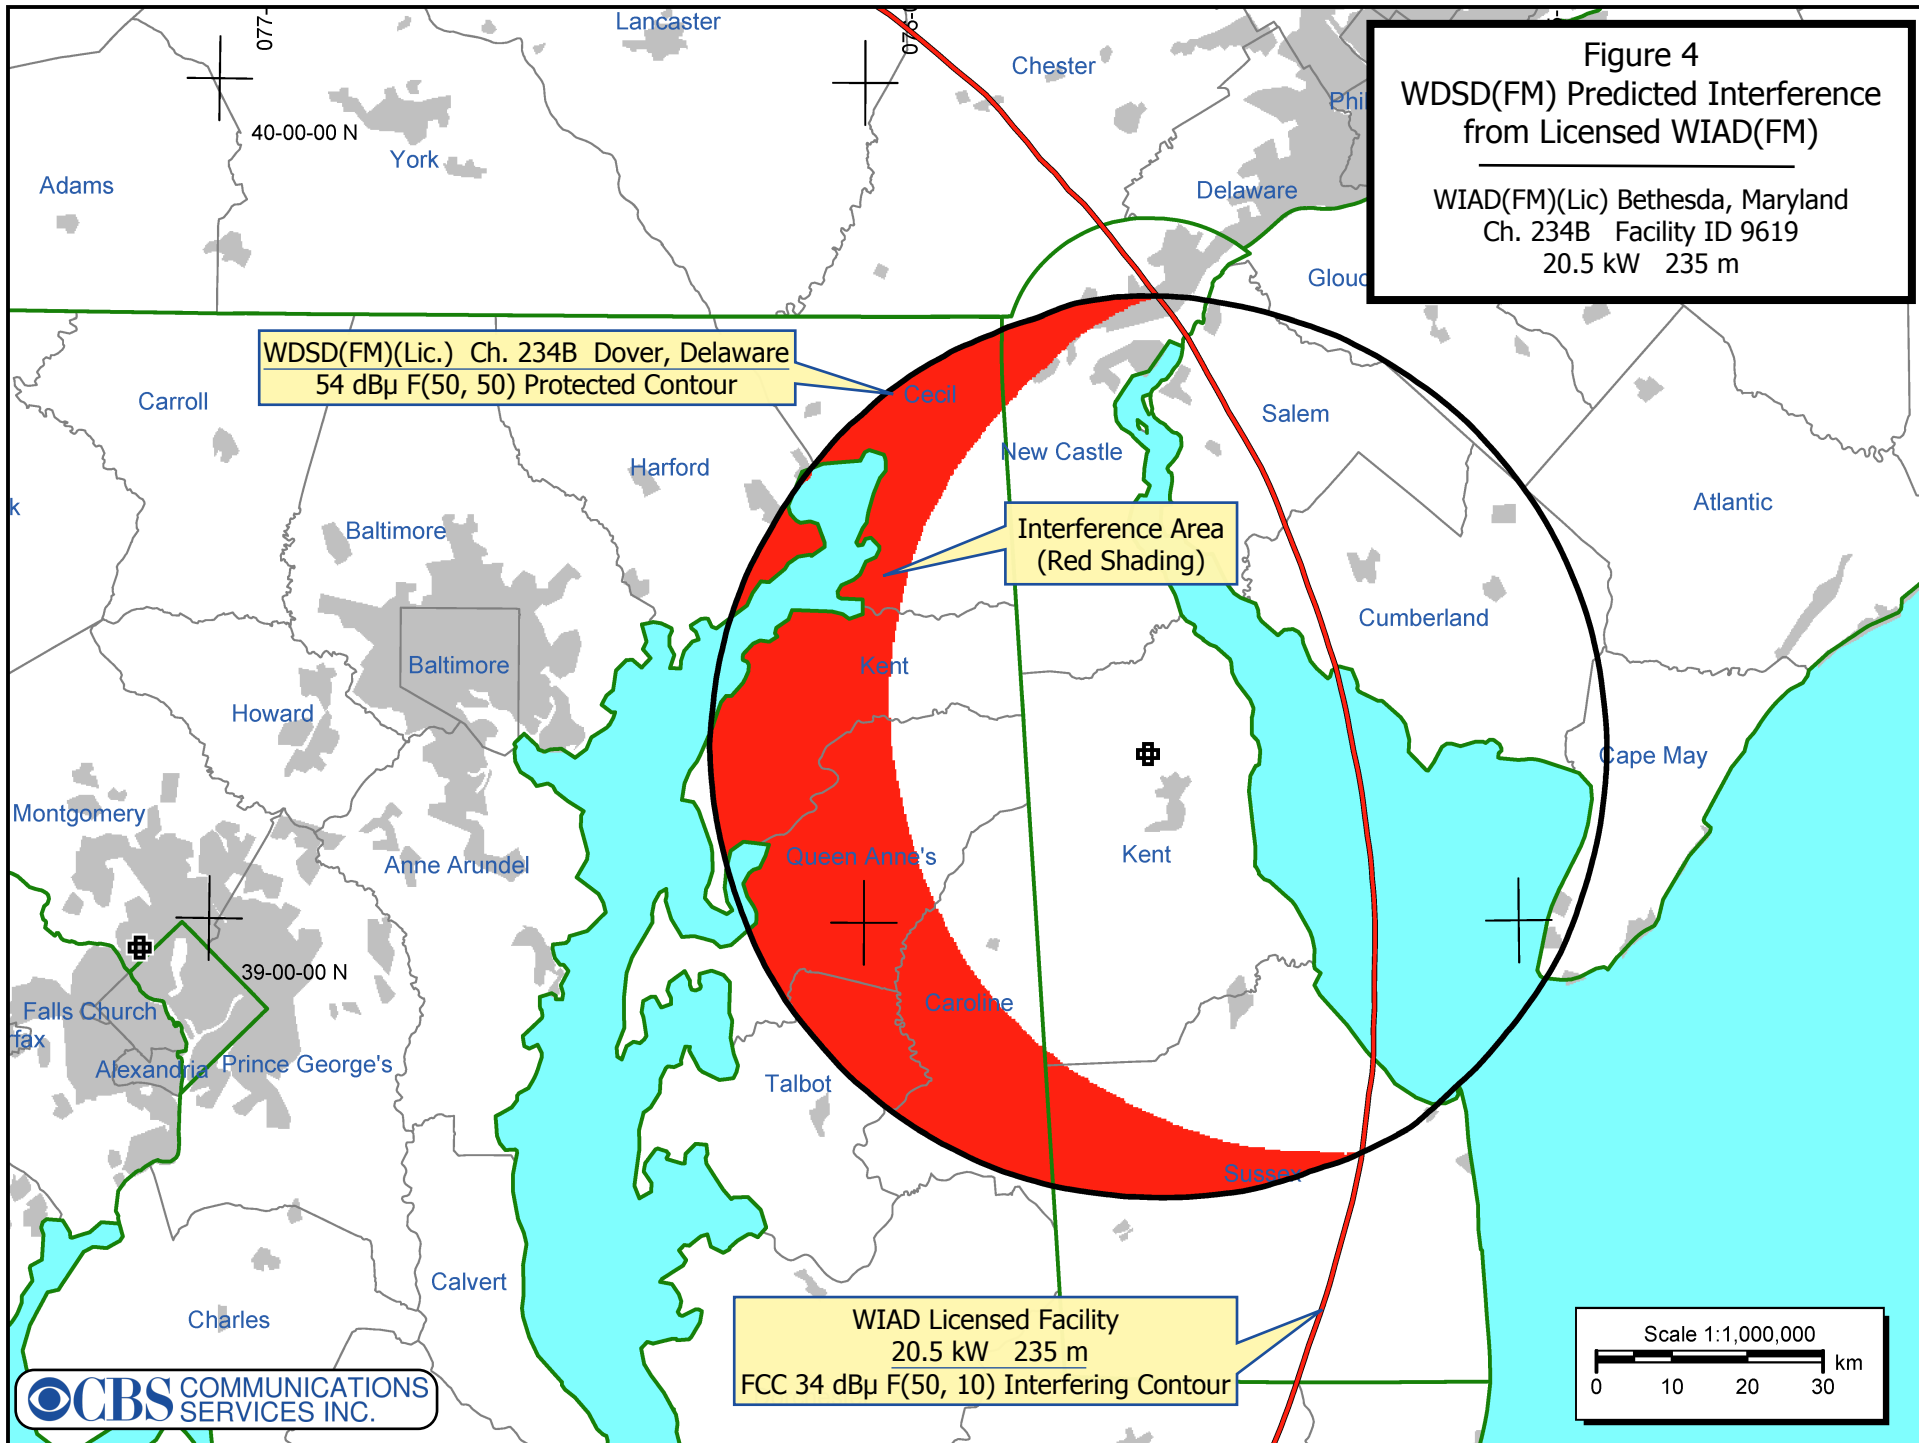 Figure 4
WDSD(FM) Predicted Interference
from Licensed WIAD(FM)
WIAD(FM)(Lic) Bethesda, Maryland
Ch. 234B Facility ID 9619
20.5 kW 235 m
077-
Lancaster
Chester
40-00-00 N
York
Adams
Delaware
WDSD(FM)(Lic.) Ch. 234B Dover, Delaware
54 dBµ F(50, 50) Protected Contour
Carroll
Cecil
Salem
New Castle
Harford
Atlantic
Baltimore
Interference Area
(Red Shading)
Cumberland
Baltimore
Kent
Howard
Cape May
Montgomery
Anne Arundel
Queen Anne's
Kent
39-00-00 N
Falls Church
fax
Caroline
Alexandria
Prince George's
Talbot
Sussex
Calvert
Charles
WIAD Licensed Facility
20.5 kW 235 m
FCC 34 dBµ F(50, 10) Interfering Contour
Scale 1:1,000,000
km
0 10 20 30
CBS COMMUNICATIONS
SERVICES INC.